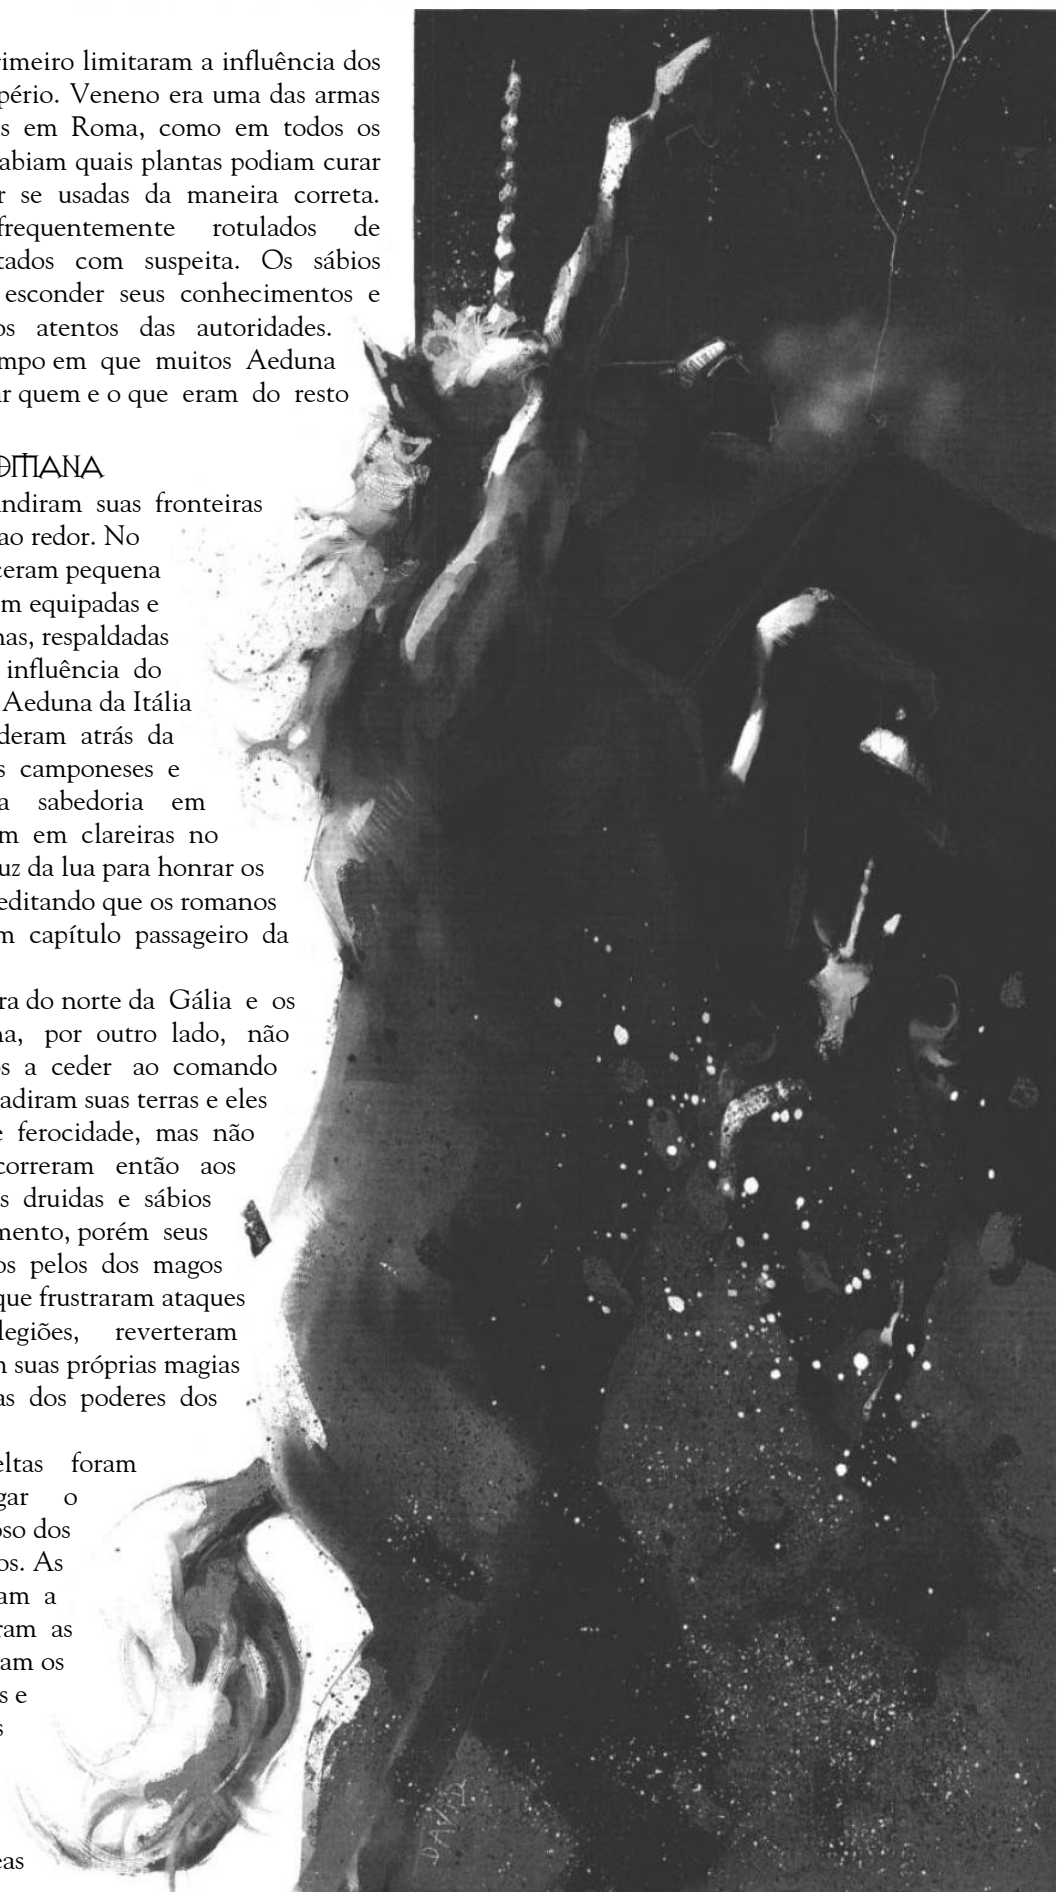 rimeiro limitaram a influência dos
pério. Veneno era uma das armas
s em Roma, como em todos os
abiam quais plantas podiam curar
r se usadas da maneira correta.
frequentemente rotulados de
tados com suspeita. Os sábios
esconder seus conhecimentos e
os atentos das autoridades.
mpo em que muitos Aeduna
ar quem e o que eram do resto
OMANA
ndiram suas fronteiras
ao redor. No
ceram pequena
m equipadas e
nas, respaldadas
influência do
Aeduna da Itália
deram atrás da
s camponeses e
a sabedoria em
m em clareiras no
uz da lua para honrar os
editando que os romanos
m capítulo passageiro da
ra do norte da Gália e os
na, por outro lado, não
s a ceder ao comando
adiram suas terras e eles
e ferocidade, mas não
correram então aos
s druidas e sábios
mento, porém seus
os pelos dos magos
que frustraram ataques
legiões, reverteram
n suas próprias magias
as dos poderes dos
eltas foram
gar o
oso dos
os. As
am a
ram as
am os
s e
s
eas
DAVID